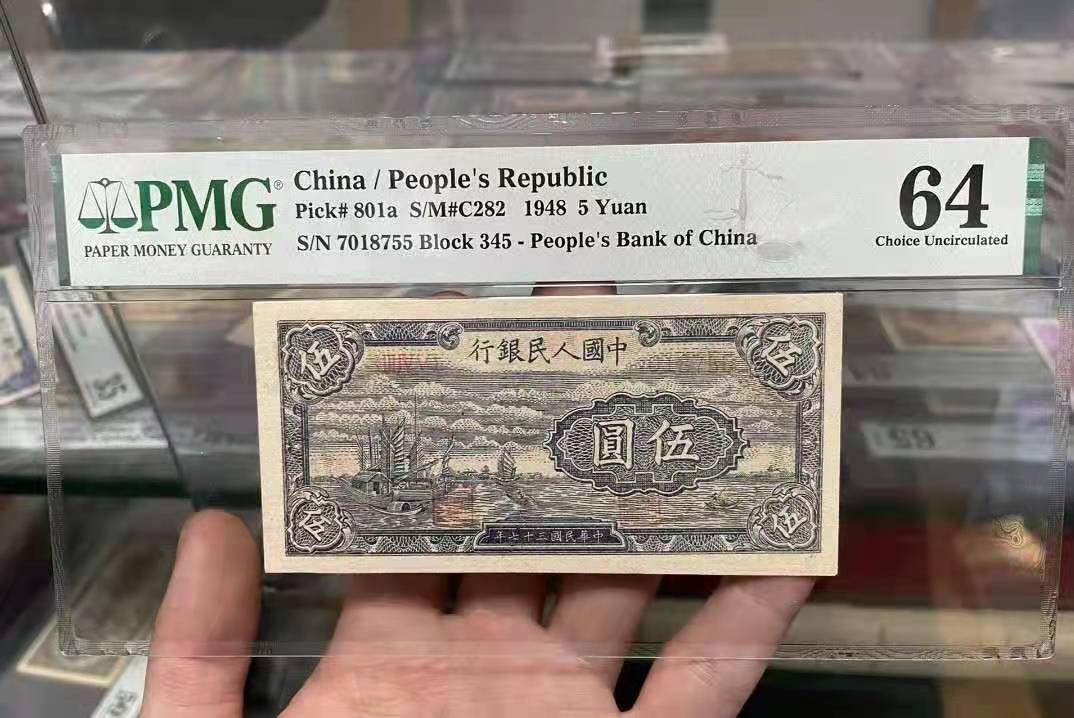 PMG®
PAPER MONEY GUARANTY
China / People's Republic
Pick# 801a S/M#C282 1948 5 Yuan
S/N 7018755 Block 345 - People's Bank of China
64
Choice Uncirculated
中國人民銀行
伍
伍
伍圓
伍
伍
中華民國三十七年